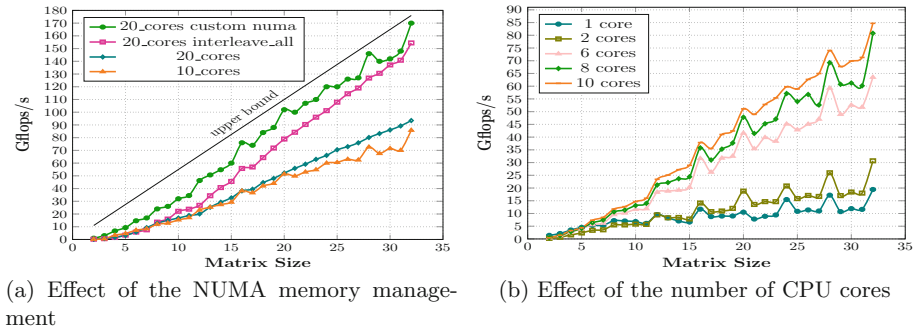 20_cores custom numa
20_cores interleave_all
20_cores
10_cores
upper bound
Gflops/s
180
170
160
150
140
130
120
110
100
90
80
70
60
50
40
30
20
10
0
0 5 10 15 20 25 30 35
Matrix Size
(a) Effect of the NUMA memory manage-
ment
1 core
2 cores
6 cores
8 cores
10 cores
Gflops/s
90
85
80
75
70
65
60
55
50
45
40
35
30
25
20
15
10
5
0
0 5 10 15 20 25 30 35
Matrix Size
(b) Effect of the number of CPU cores